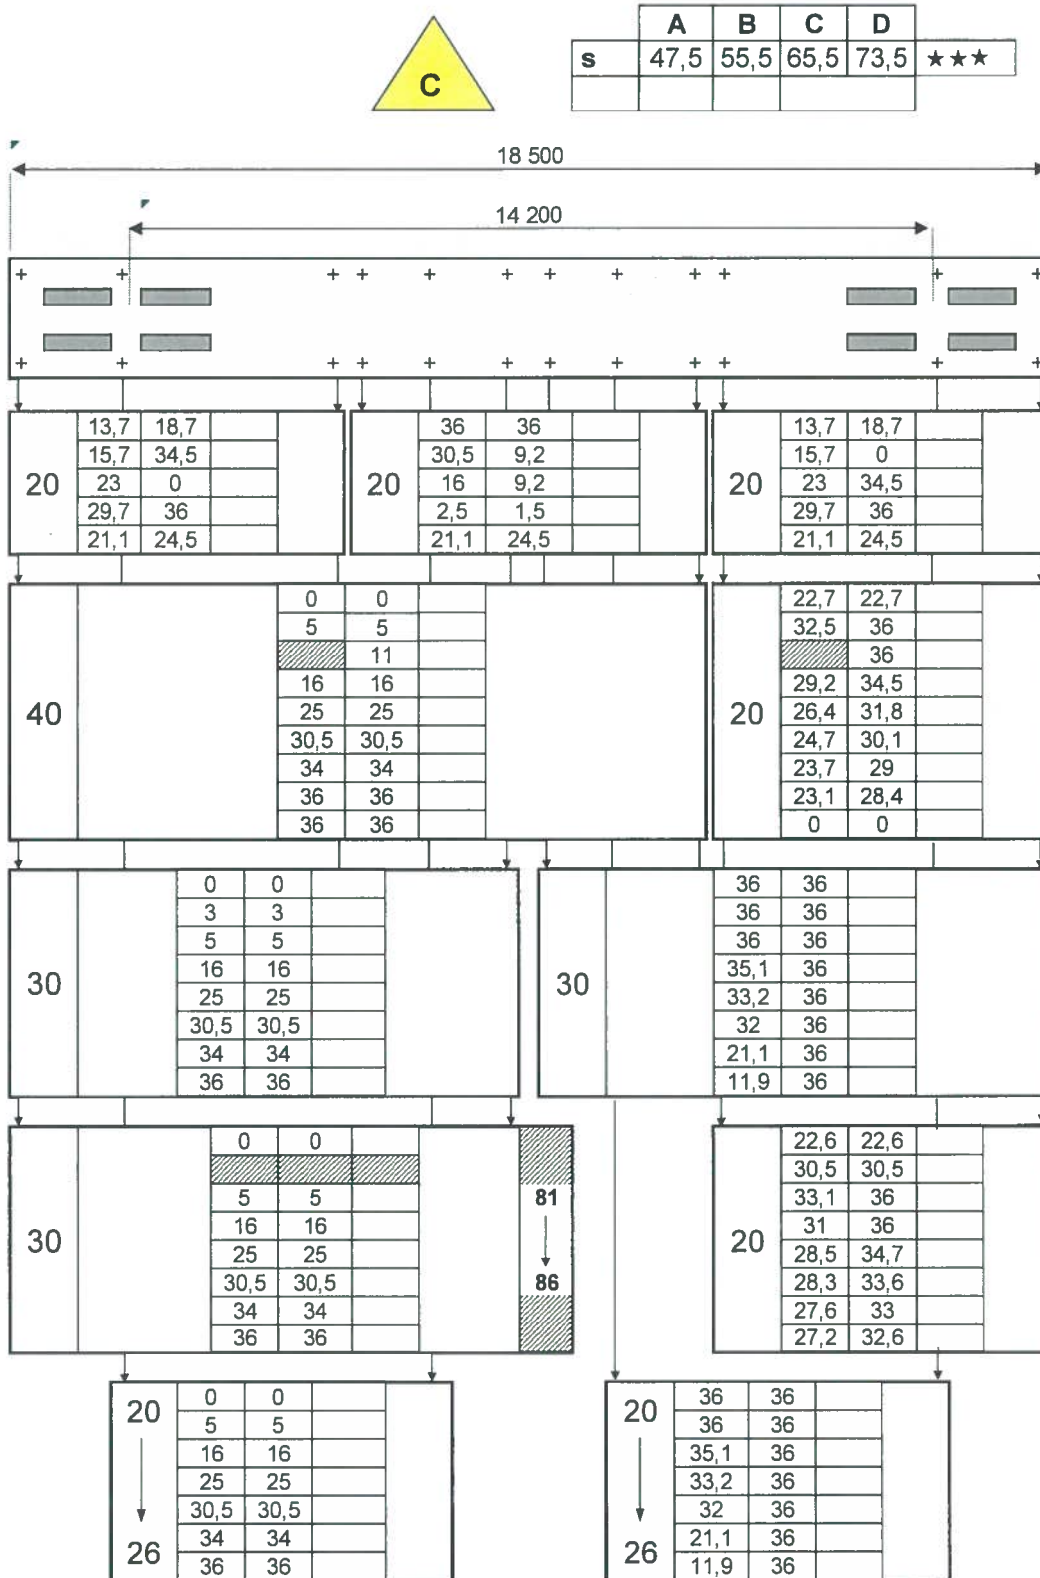 A B C D
C
s 47,5 55,5 65,5 73,5 ★★★
18 500
14 200
+ + + + + + + + + + + +
+ + + + + + + + + + + +
13,7 18,7 36 36 13,7 18,7
15,7 34,5 30,5 9,2 15,7 0
20 23 0 20 16 9,2 20 23 34,5
29,7 36 2,5 1,5 29,7 36
21,1 24,5 21,1 24,5 21,1 24,5
0 0 22,7 22,7
5 5 32,5 36
11 36
16 16 29,2 34,5
40 25 25 20 26,4 31,8
30,5 30,5 24,7 30,1
34 34 23,7 29
36 36 23,1 28,4
36 36 0 0
0 0 36 36
3 3 36 36
5 5 36 36
16 16 35,1 36
30 25 25 30 33,2 36
30,5 30,5 32 36
34 34 21,1 36
36 36 11,9 36
0 0 22,6 22,6
30,5 30,5
5 5 81 33,1 36
16 16 31 36
30 25 25 20 28,5 34,7
30,5 30,5 86 28,3 33,6
34 34 27,6 33
36 36 27,2 32,6
20 0 0 20 36 36
5 5 36 36
16 16 35,1 36
25 25 33,2 36
30,5 30,5 32 36
26 34 34 26 21,1 36
36 36 11,9 36